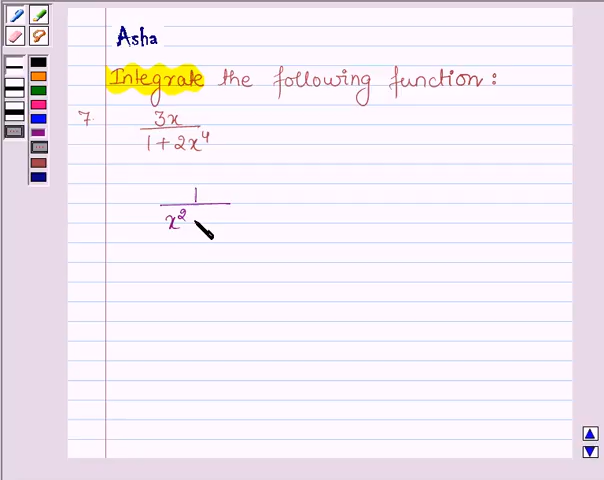 Asha
Integrate the following function :
7. 3x
1 + 2x⁴
1
x²